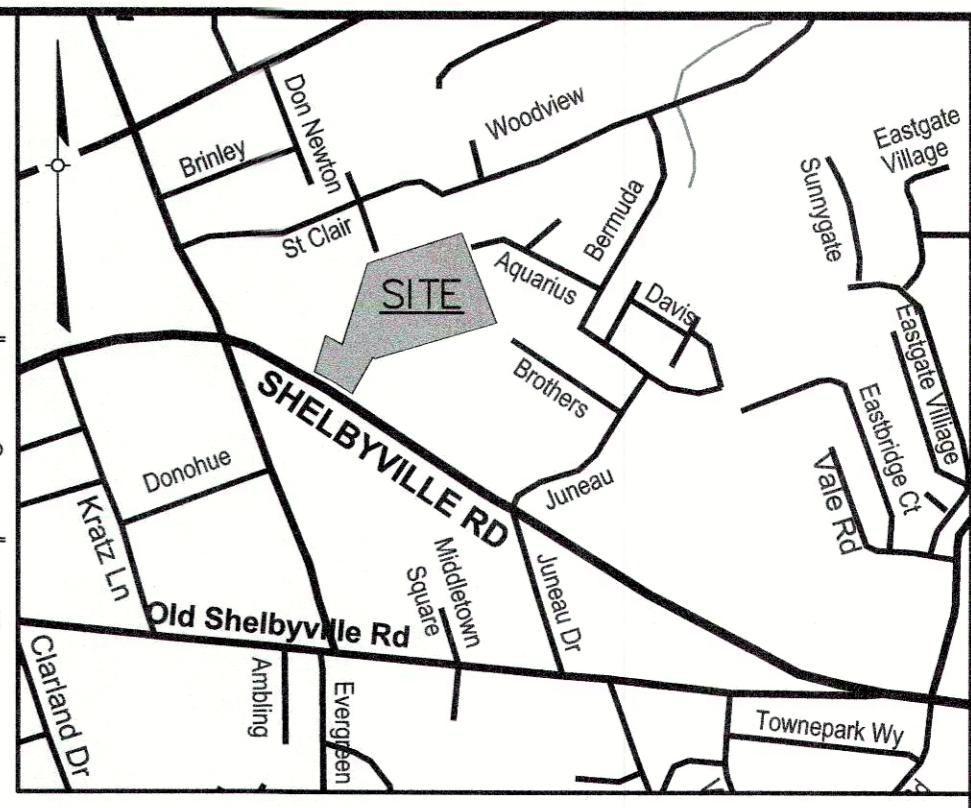 Don Newton
Woodview
Brinley
Eastgate
Village
Sunnygate
St Clair
Bermuda
Aquarius
SITE
Davis
Eastgate Villiage
Brothers
SHELBYVILLE RD
Eastbridge Ct
Donohue
Juneau
Vale Rd
Kratz Ln
Middletown
Square
Juneau Dr
Old Shelbyville Rd
Clarland Dr
Ambling
Evergreen
Townepark Wy